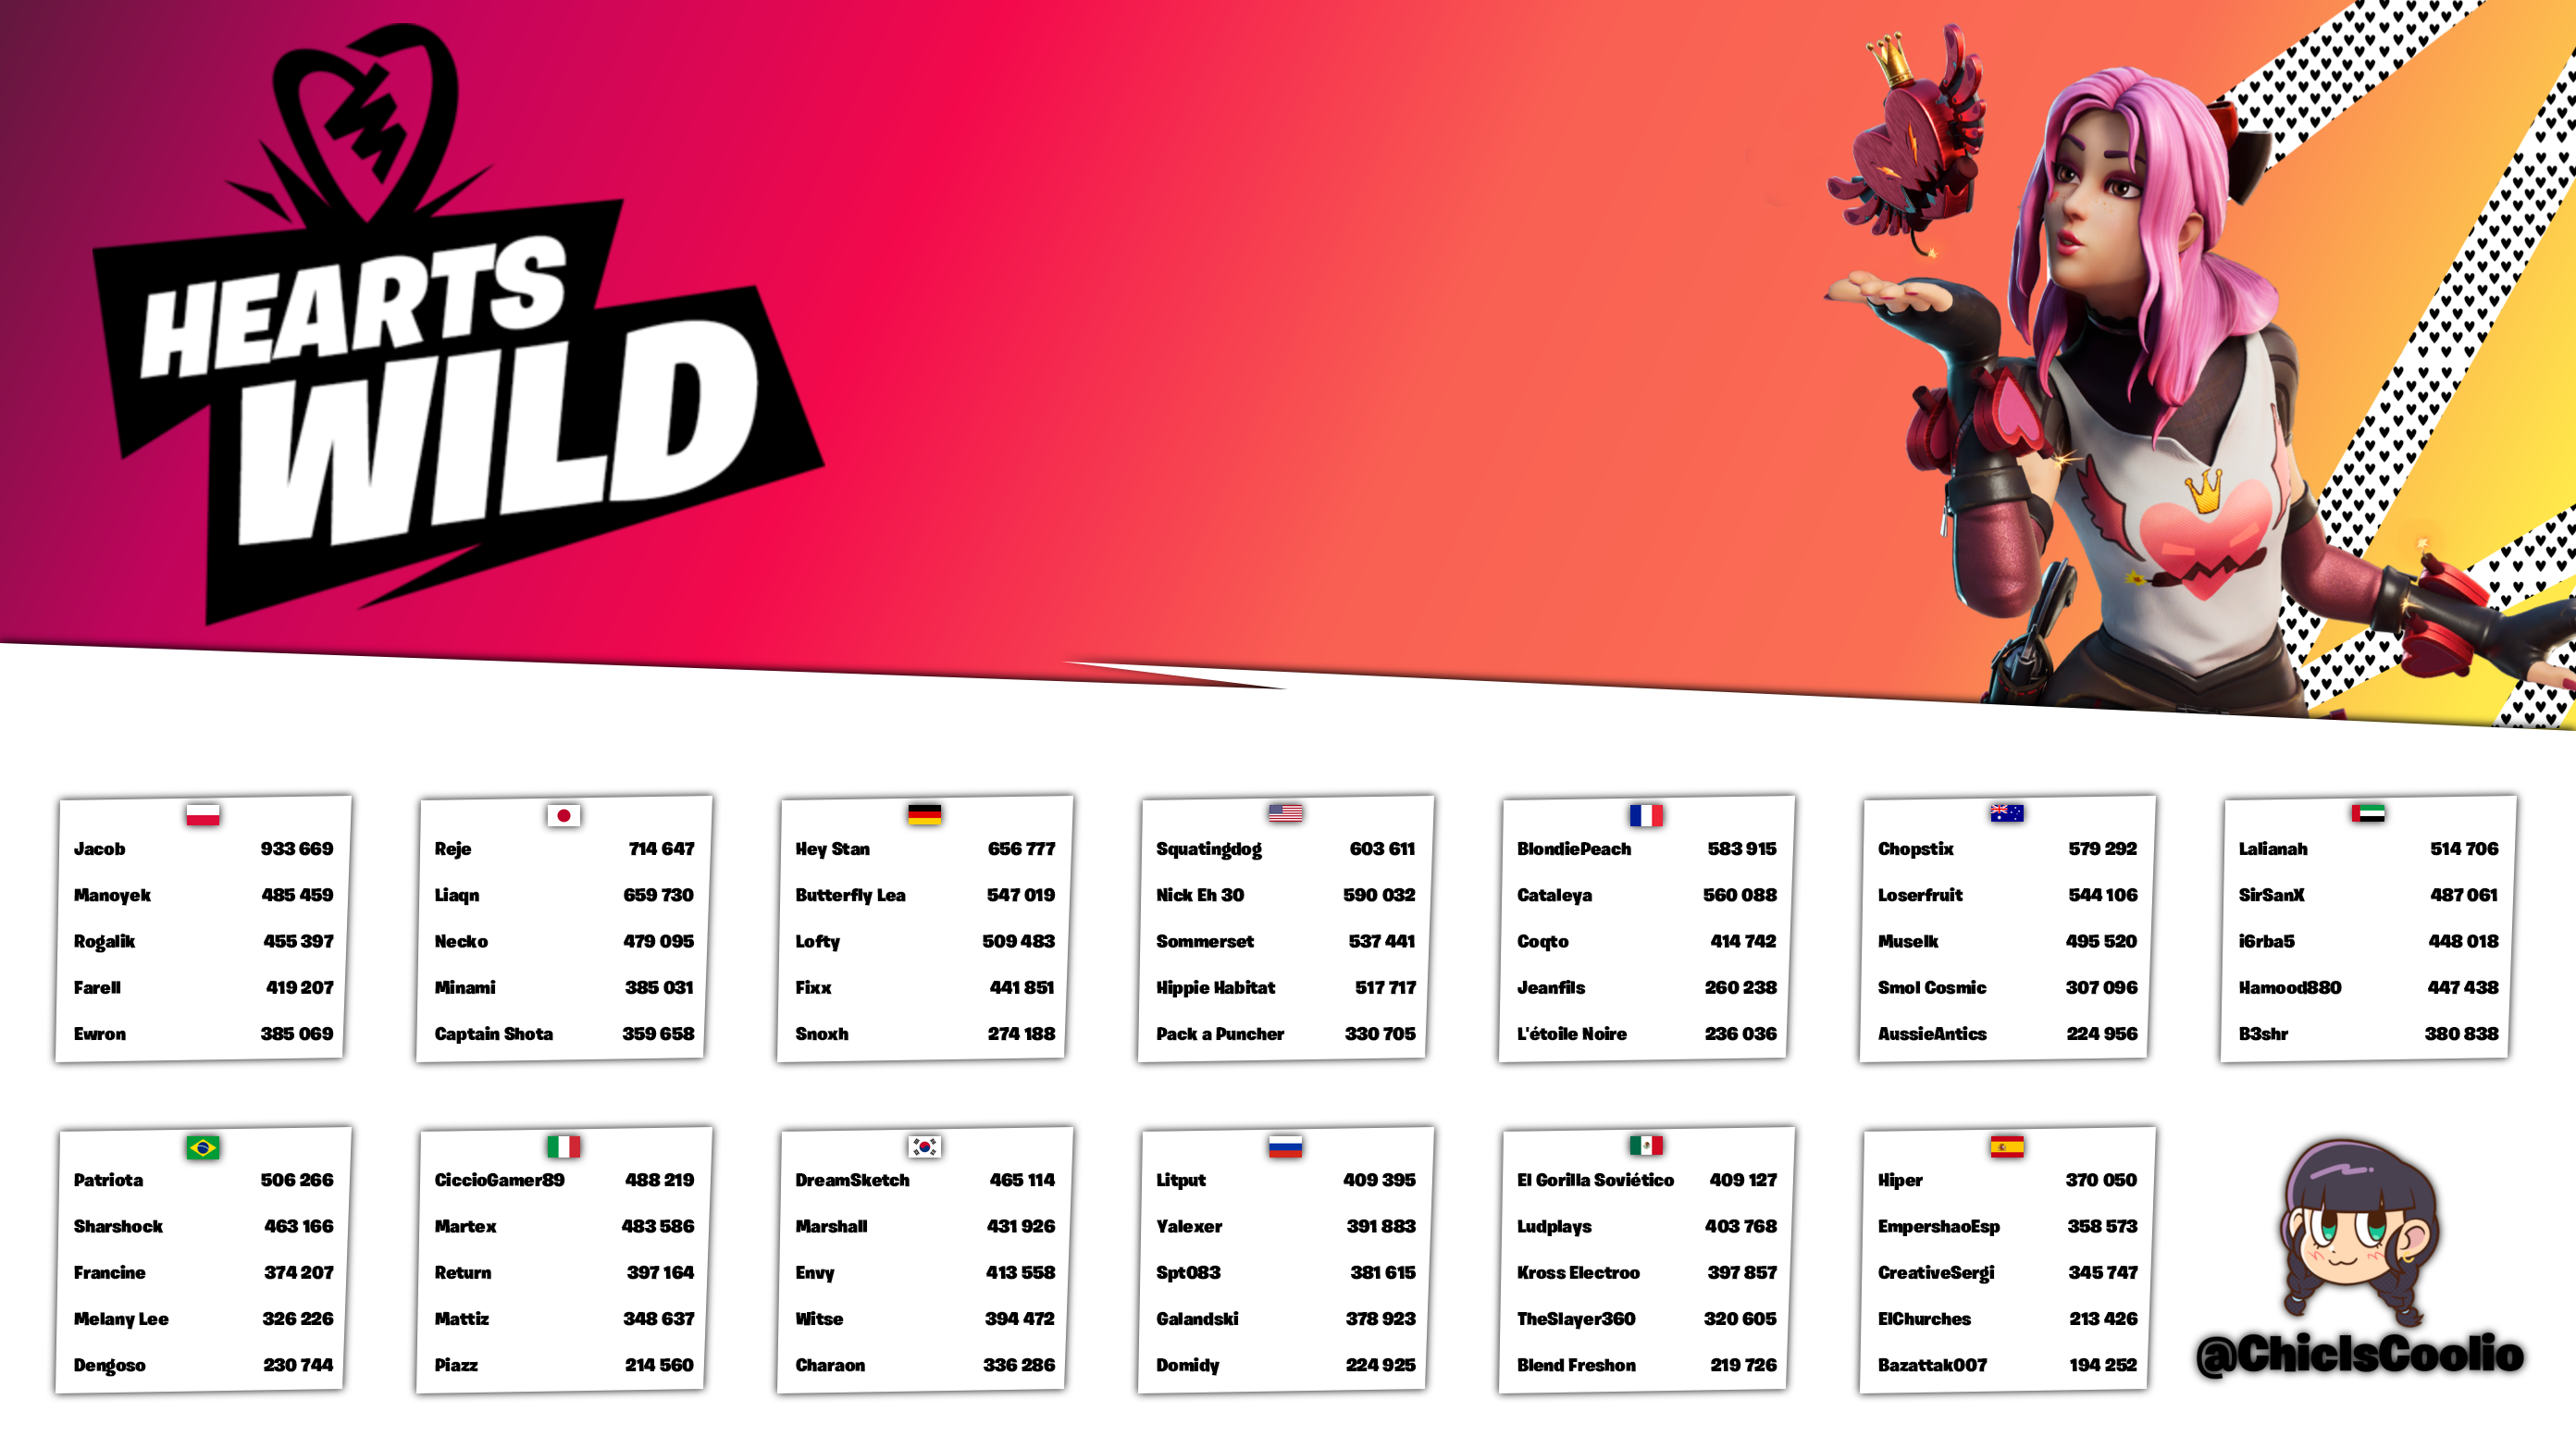 HEARTS
WILD
Jacob 933 669
Manoyek 485 459
Rogalik 455 397
Farell 419 207
Ewron 385 069
Reje 714 647
Liaqn 659 730
Necko 479 095
Minami 385 031
Captain Shota 359 658
Hey Stan 656 777
Butterfly Lea 547 019
Lofty 509 483
Fixx 441 851
Snoxh 274 188
Squatingdog 603 611
Nick Eh 30 590 032
Sommerset 537 441
Hippie Habitat 517 717
Pack a Puncher 330 705
BlondiePeach 583 915
Cataleya 560 088
Coqto 414 742
Jeanfils 260 238
L'étoile Noire 236 036
Chopstix 579 292
Loserfruit 544 106
Muselk 495 520
Smol Cosmic 307 096
AussieAntics 224 956
Lalianah 514 706
SirSanX 487 061
i6rba5 448 018
Hamood880 447 438
B3shr 380 838
Patriota 506 266
Sharshock 463 166
Francine 374 207
Melany Lee 326 226
Dengoso 230 744
CiccioGamer89 488 219
Martex 483 586
Return 397 164
Mattiz 348 637
Piazz 214 560
DreamSketch 465 114
Marshall 431 926
Envy 413 558
Witse 394 472
Charaon 336 286
Litput 409 395
Yalexer 391 883
Spt083 381 615
Galandski 378 923
Domidy 224 925
El Gorilla Soviético 409 127
Ludplays 403 768
Kross Electroo 397 857
TheSlayer360 320 605
Blend Freshon 219 726
Hiper 370 050
EmpershaoEsp 358 573
CreativeSergi 345 747
ElChurches 213 426
Bazattak007 194 252
@ChicIsCoolio